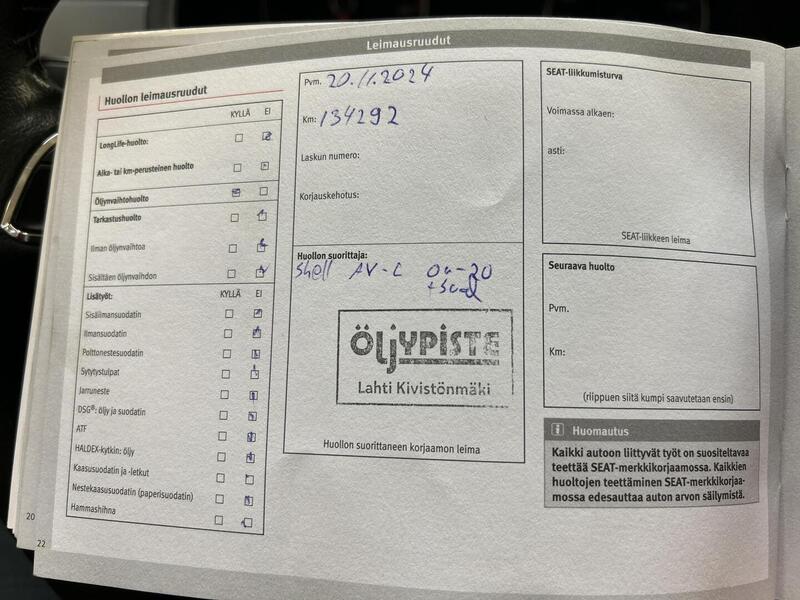 Leimausruudut
Huollon leimausruudut
KYLLÄ EI
LongLife-huolto:
Aika- tai km-perusteinen huolto
Öljynvaihtohuolto
Tarkastushuolto
Ilman öljynvaihtoa
Sisältäen öljynvaihdon
Lisätyöt: KYLLÄ EI
Sisäilmansuodatin
Ilmansuodatin
Polttonestesuodatin
Sytytystulpat
Jarruneste
DSG®: öljy ja suodatin
ATF
HALDEX-kytkin: öljy
Kaasusuodatin ja -letkut
Nestekaasusuodatin (paperisuodatin)
Hammashihna
20
22
Pvm. 20.11.2024
Km: 134292
Laskun numero:
Korjauskehotus:
Huollon suorittaja:
Shell AV-L 0w-20
ÖLJYPISTE
Lahti Kivistönmäki
Huollon suorittaneen korjaamon leima
SEAT-liikkumisturva
Voimassa alkaen:
asti:
SEAT-liikkeen leima
Seuraava huolto
Pvm.
Km:
(riippuen siitä kumpi saavutetaan ensin)
i Huomautus
Kaikki autoon liittyvät työt on suositeltavaa
teettää SEAT-merkkikorjaamossa. Kaikkien
huoltojen teettäminen SEAT-merkkikorjaa-
mossa edesauttaa auton arvon säilymistä.